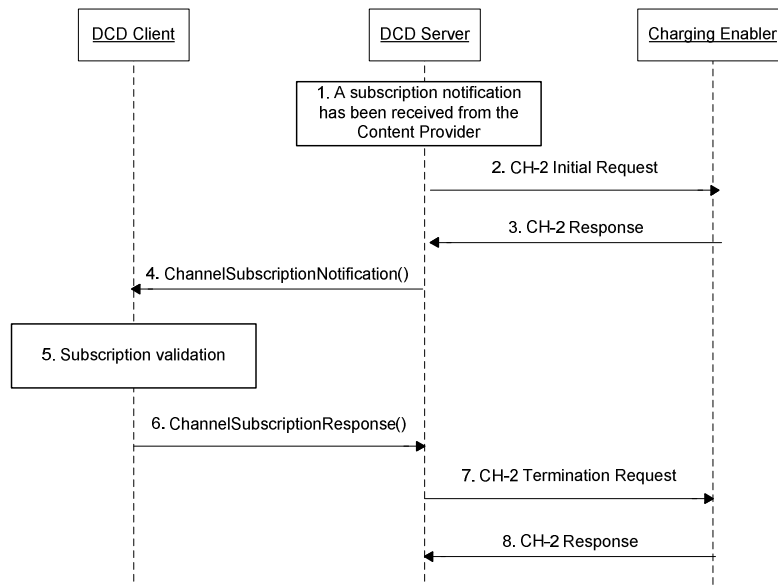 DCD Client
DCD Server
Charging Enabler
1. A subscription notification
has been received from the
Content Provider
2. CH-2 Initial Request
3. CH-2 Response
4. ChannelSubscriptionNotification()
5. Subscription validation
6. ChannelSubscriptionResponse()
7. CH-2 Termination Request
8. CH-2 Response